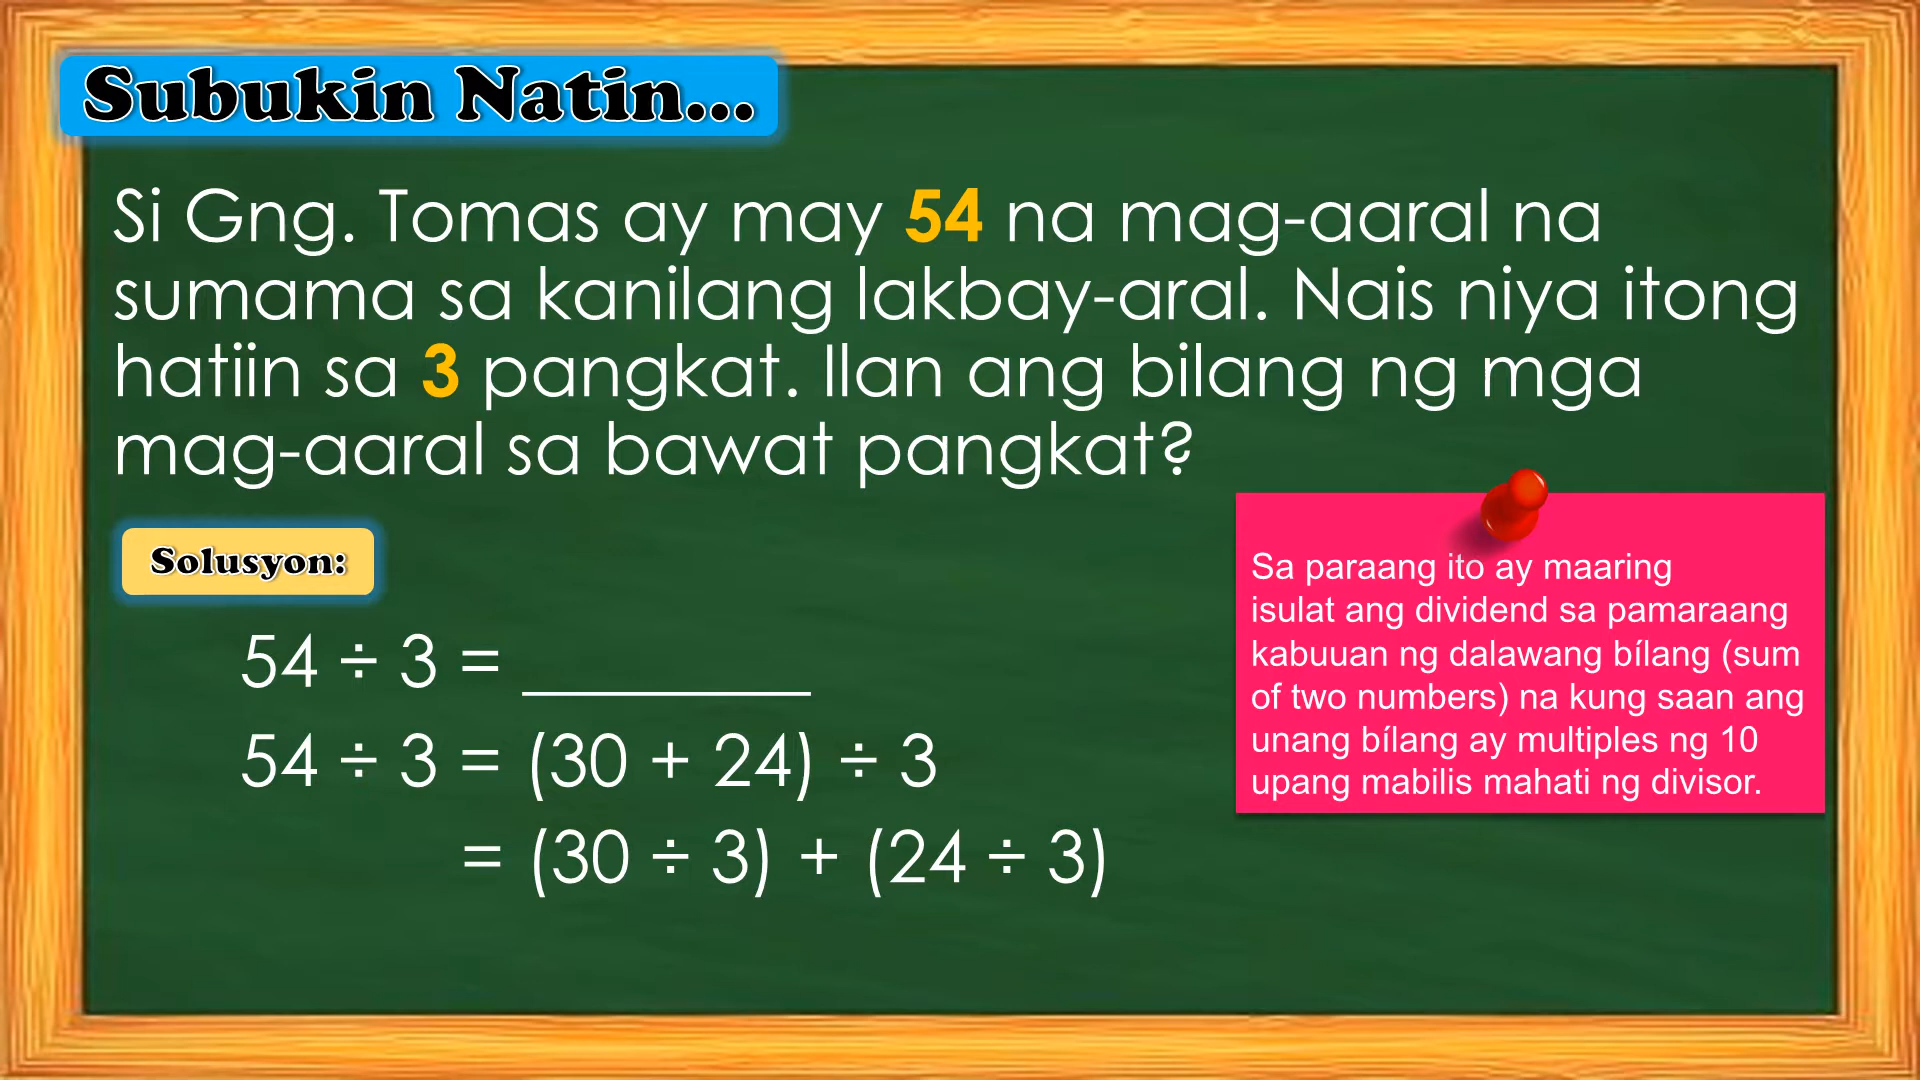 Subukin Natin...
Si Gng. Tomas ay may 54 na mag-aaral na
sumama sa kanilang lakbay-aral. Nais niya itong
hatiin sa 3 pangkat. Ilan ang bilang ng mga
mag-aaral sa bawat pangkat?
Solusyon:
54 ÷ 3 = ________
54 ÷ 3 = (30 + 24) ÷ 3
= (30 ÷ 3) + (24 ÷ 3)
Sa paraang ito ay maaring
isulat ang dividend sa pamaraang
kabuuan ng dalawang bílang (sum
of two numbers) na kung saan ang
unang bílang ay multiples ng 10
upang mabilis mahati ng divisor.